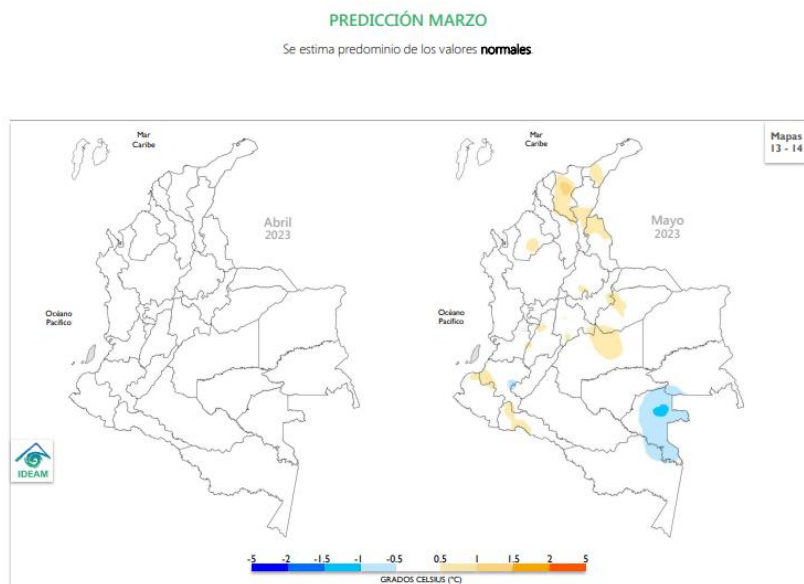 PREDICCIÓN MARZO
Se estima predominio de los valores normales.
Mapas
13 - 14
Mar
Caribe
Abril
2023
Océano
Pacífico
Mar
Caribe
Mayo
2023
Océano
Pacífico
IDEAM
-5 -2 -1.5 -1 -0.5 0.5 1 1.5 2 5
GRADOS CELSIUS (°C)